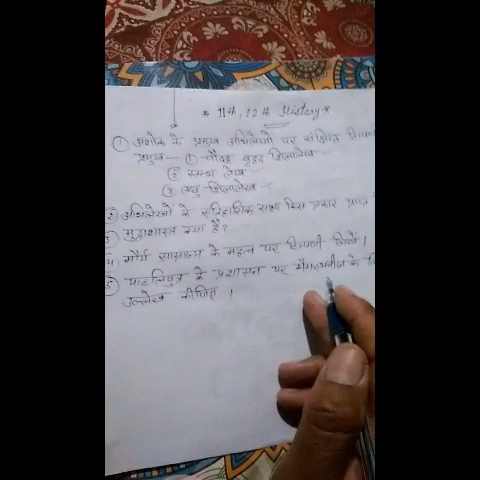 * 11th, 12th History *
① अशोक के प्रमुख अभिलेखों पर संक्षिप्त
प्रमुख — ① चौदह वृहद शिलालेख
② स्तम्भ लेख
③ लघु शिलालेख
② अभिलेखों के ऐतिहासिक साक्ष्य किस प्रकार प्राप्त
③ मुद्राशास्त्र क्या है?
④ मौर्य साम्राज्य के महत्व पर टिप्पणी लिखो।
⑤ पाटलिपुत्र के प्रशासन पर मैगस्थनीज के
उल्लेख कीजिए।